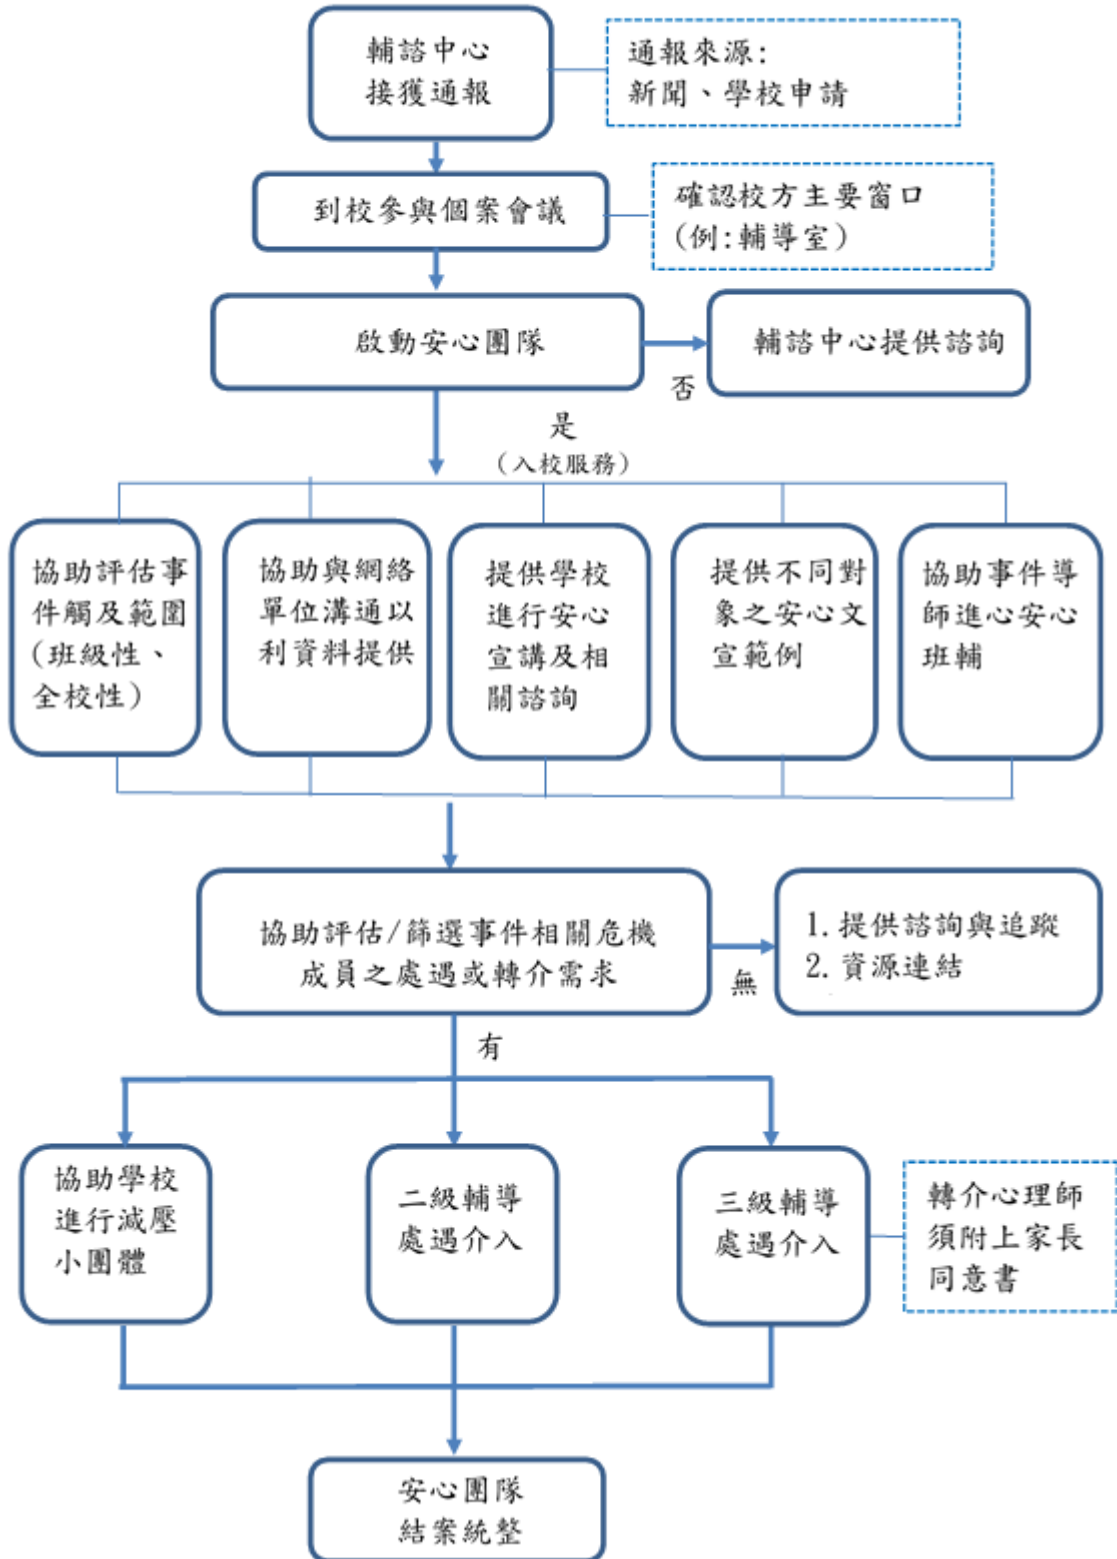 輔諮中心
接獲通報
通報來源:
新聞、學校申請
到校參與個案會議
確認校方主要窗口
(例:輔導室)
啟動安心團隊
輔諮中心提供諮詢
否
是
(入校服務)
協助評估事
件觸及範圍
(班級性、
全校性)
協助與網絡
單位溝通以
利資料提供
提供學校
進行安心
宣講及相
關諮詢
提供不同對
象之安心文
宣範例
協助事件導
師進心安心
班輔
協助評估/篩選事件相關危機
成員之處遇或轉介需求
無
1.提供諮詢與追蹤
2.資源連結
有
協助學校
進行減壓
小團體
二級輔導
處遇介入
三級輔導
處遇介入
轉介心理師
須附上家長
同意書
安心團隊
結案統整